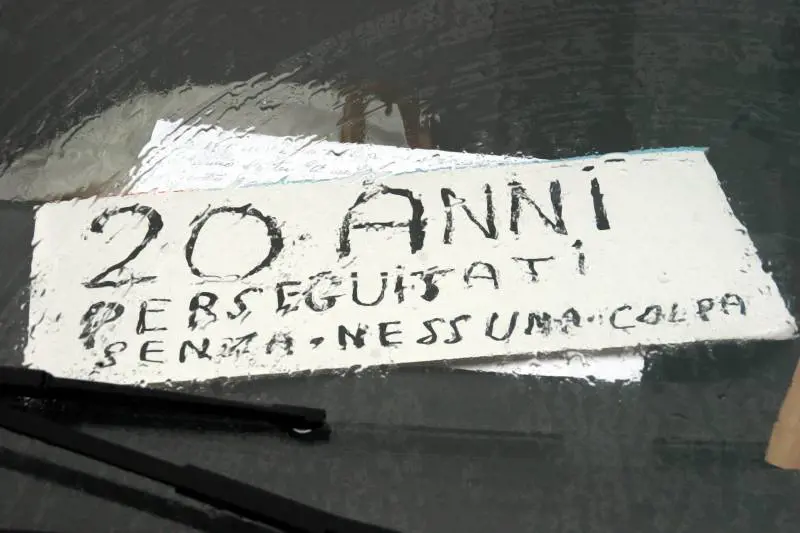 20 ANNi
PERSEGUITATi
SENZA-NESSUNA-COLPA